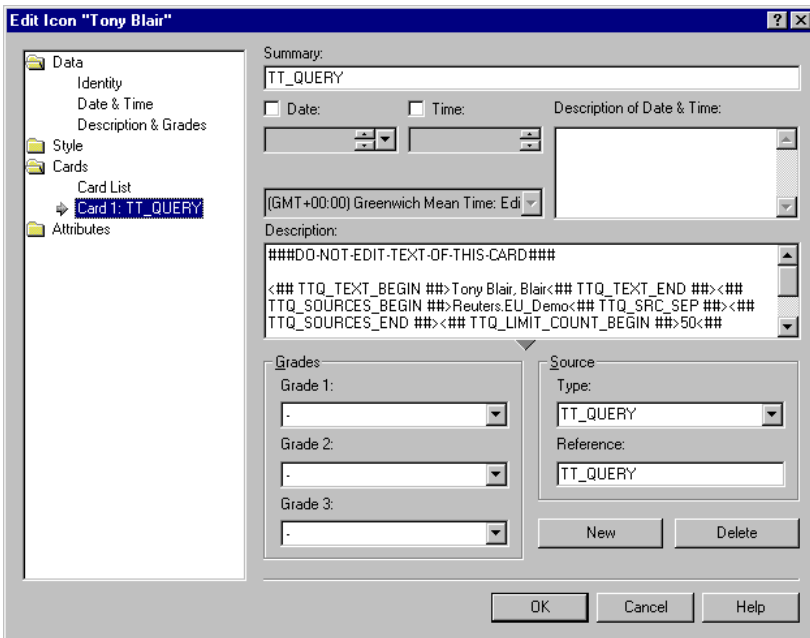 Edit Icon "Tony Blair"
Data
Identity
Date & Time
Description & Grades
Style
Cards
Card List
Card 1: TT_QUERY
Attributes
Summary:
TT_QUERY
Date:
Time:
Description of Date & Time:
(GMT+00:00) Greenwich Mean Time: Edi
Description:
###DO-NOT-EDIT-TEXT-OF-THIS-CARD###
<## TTQ_TEXT_BEGIN ##>Tony Blair, Blair<## TTQ_TEXT_END ##><##
TTQ_SOURCES_BEGIN ##>Reuters.EU_Demo<## TTQ_SRC_SEP ##><##
TTQ_SOURCES_END ##><## TTQ_LIMIT_COUNT_BEGIN ##>50<##
Grades
Grade 1:
-
Grade 2:
-
Grade 3:
-
Source
Type:
TT_QUERY
Reference:
TT_QUERY
New
Delete
OK
Cancel
Help